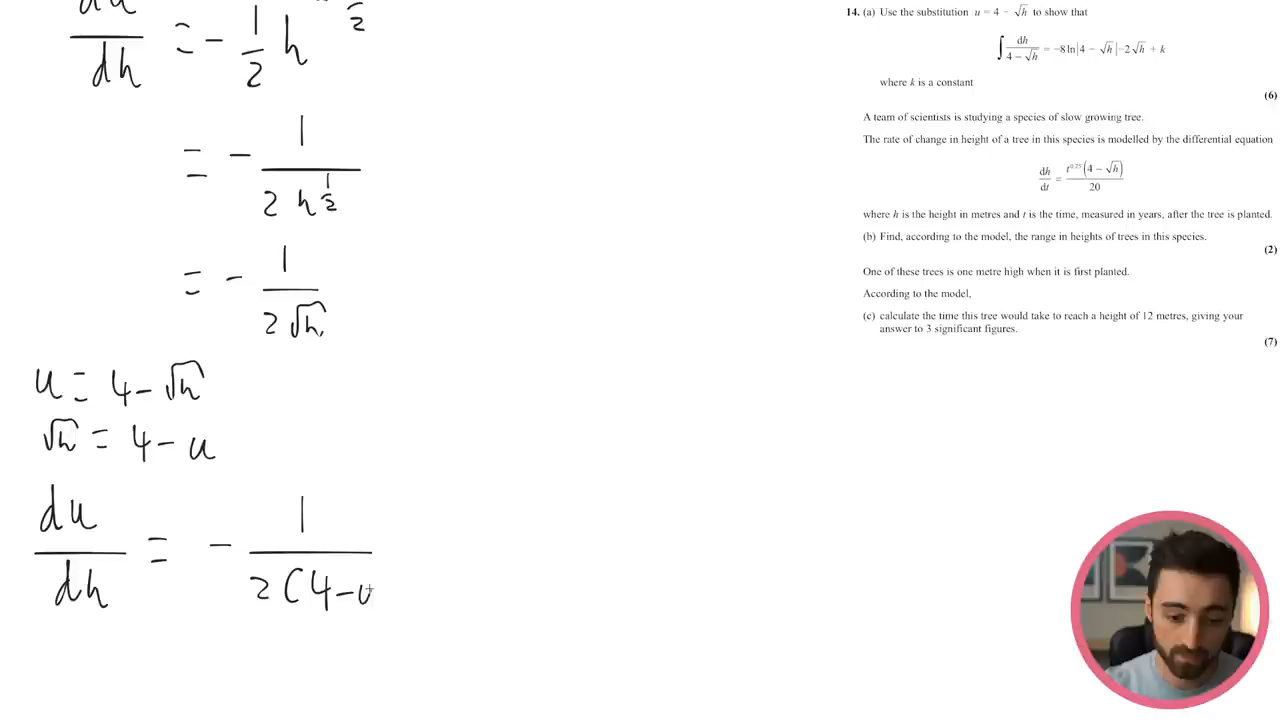 du/dh = - 1/2 h^(-1/2)
= - 1/(2h^(1/2))
= - 1/(2√h)
u = 4 - √h
√h = 4 - u
du/dh = - 1/(2(4-u
14. (a) Use the substitution u = 4 - √h to show that
∫ dh/(4 - √h) = -8 ln|4 - √h| - 2√h + k
where k is a constant
(6)
A team of scientists is studying a species of slow growing tree.
The rate of change in height of a tree in this species is modelled by the differential equation
dh/dt = t^0.25(4 - √h)/20
where h is the height in metres and t is the time, measured in years, after the tree is planted.
(b) Find, according to the model, the range in heights of trees in this species.
(2)
One of these trees is one metre high when it is first planted.
According to the model,
(c) calculate the time this tree would take to reach a height of 12 metres, giving your
answer to 3 significant figures.
(7)